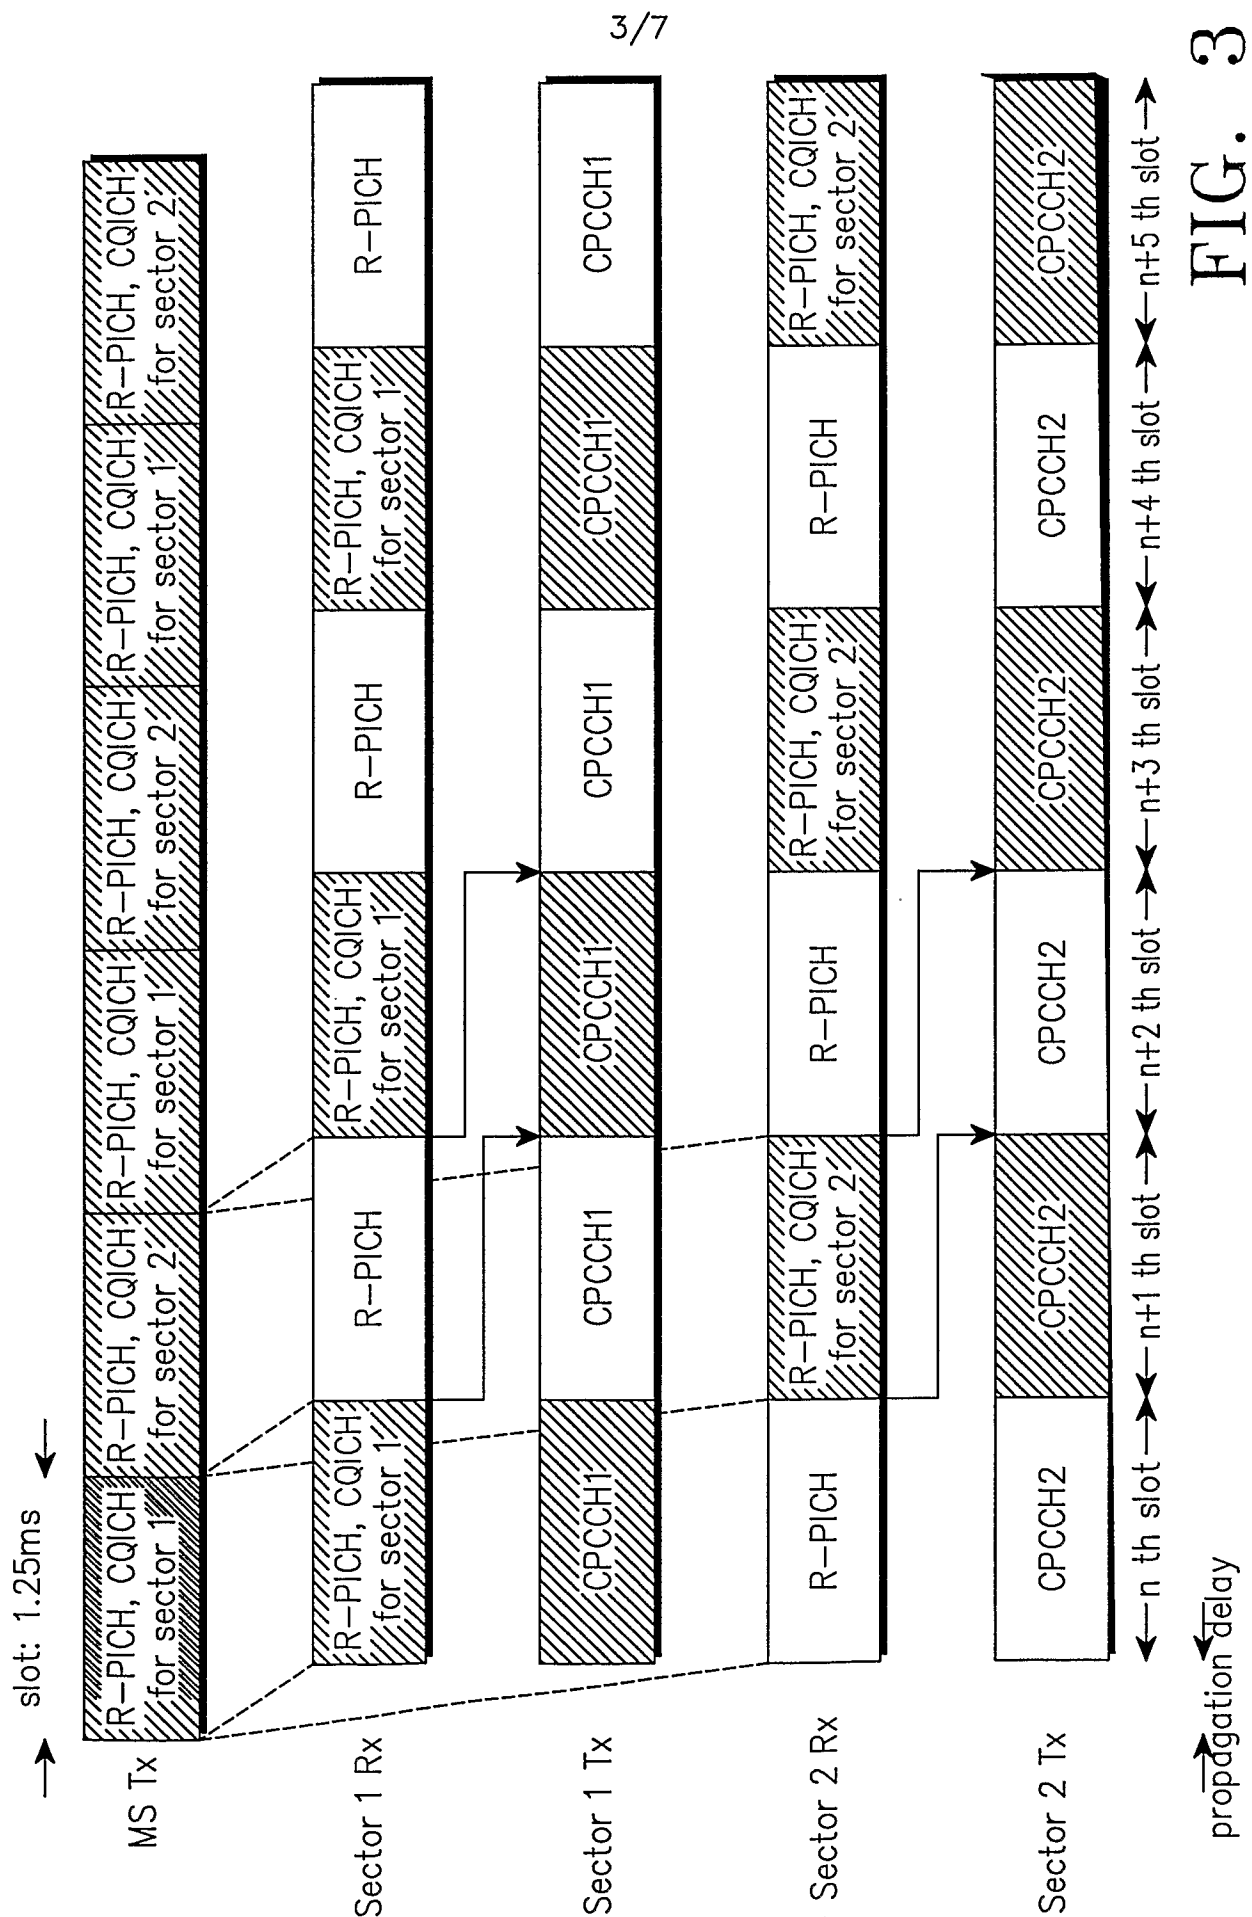 3/7
slot: 1.25ms
MS Tx
R-PICH, CQICH
for sector 1
R-PICH, CQICH
for sector 2
R-PICH, CQICH
for sector 1
R-PICH, CQICH
for sector 2
R-PICH, CQICH
for sector 1
R-PICH, CQICH
for sector 2
Sector 1 Rx
R-PICH, CQICH
for sector 1
R-PICH
R-PICH, CQICH
for sector 1
R-PICH
R-PICH, CQICH
for sector 1
R-PICH
Sector 1 Tx
CPCCH1
CPCCH1
CPCCH1
CPCCH1
CPCCH1
CPCCH1
Sector 2 Rx
R-PICH
R-PICH, CQICH
for sector 2
R-PICH
R-PICH, CQICH
for sector 2
R-PICH
R-PICH, CQICH
for sector 2
Sector 2 Tx
CPCCH2
CPCCH2
CPCCH2
CPCCH2
CPCCH2
CPCCH2
n th slot
n+1 th slot
n+2 th slot
n+3 th slot
n+4 th slot
n+5 th slot
propagation delay
FIG. 3